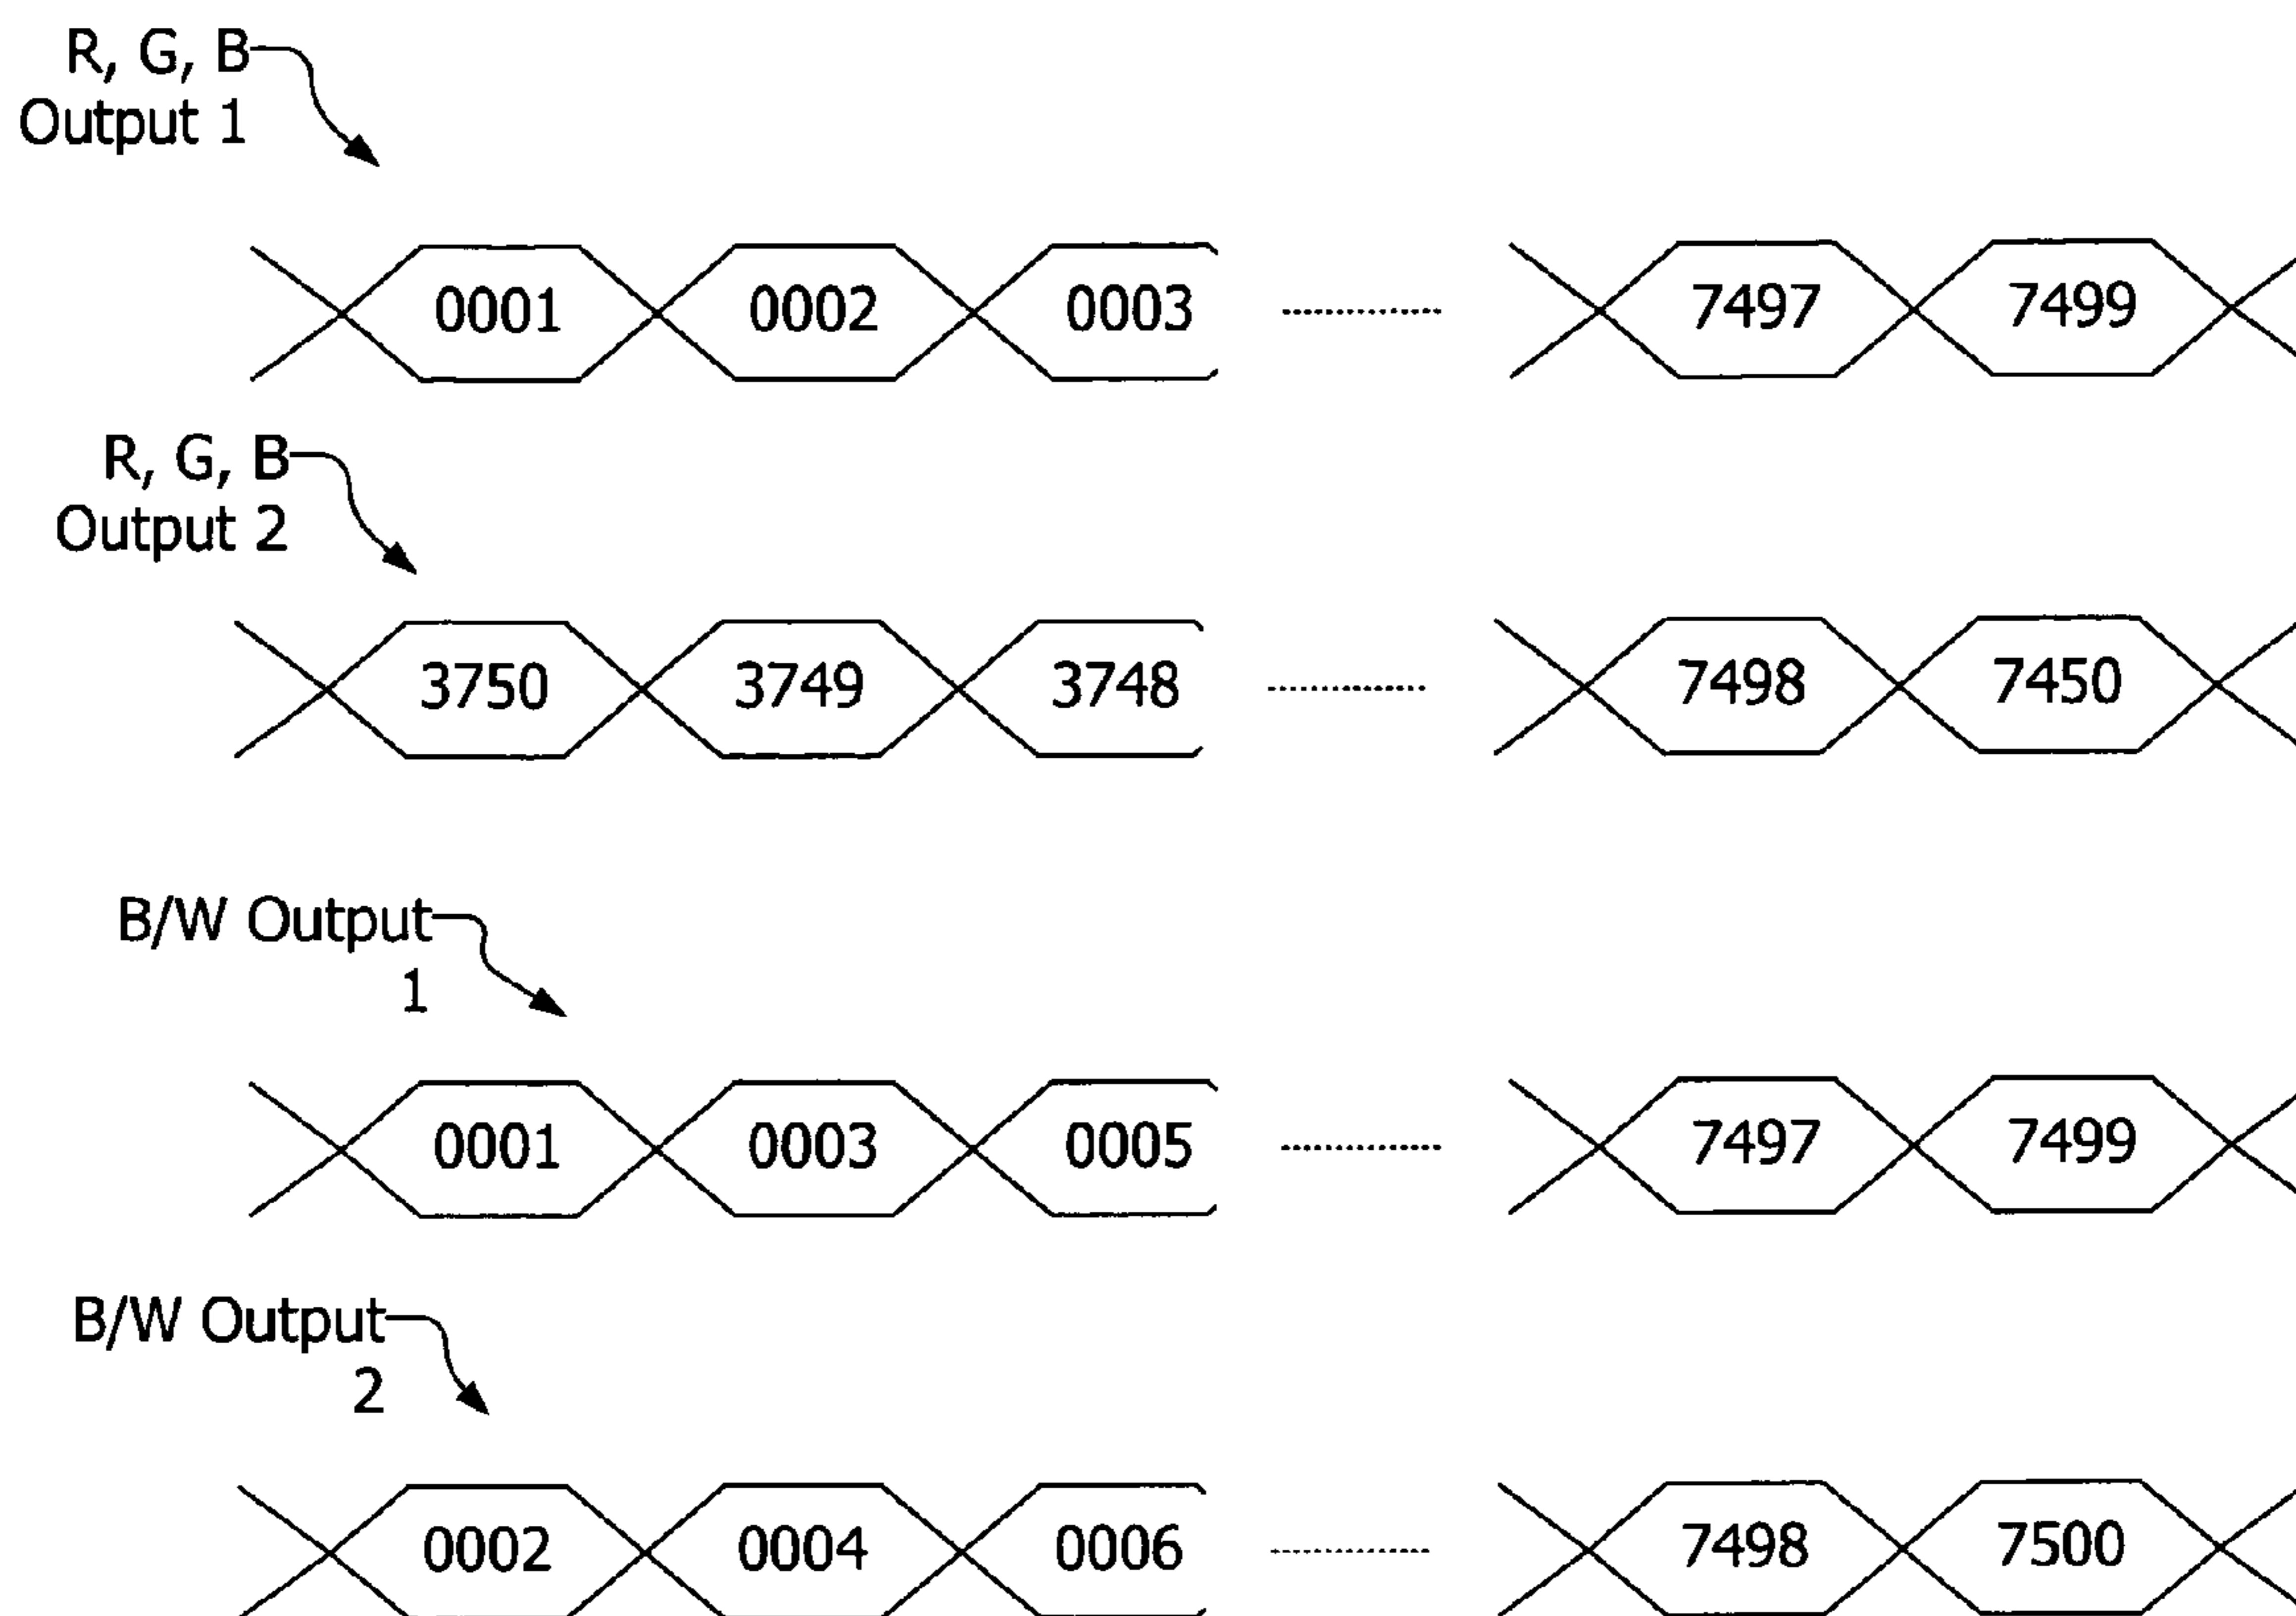 R, G, B
Output 1
0001 0002 0003 7497 7499
R, G, B
Output 2
3750 3749 3748 7498 7450
B/W Output
1
0001 0003 0005 7497 7499
B/W Output
2
0002 0004 0006 7498 7500